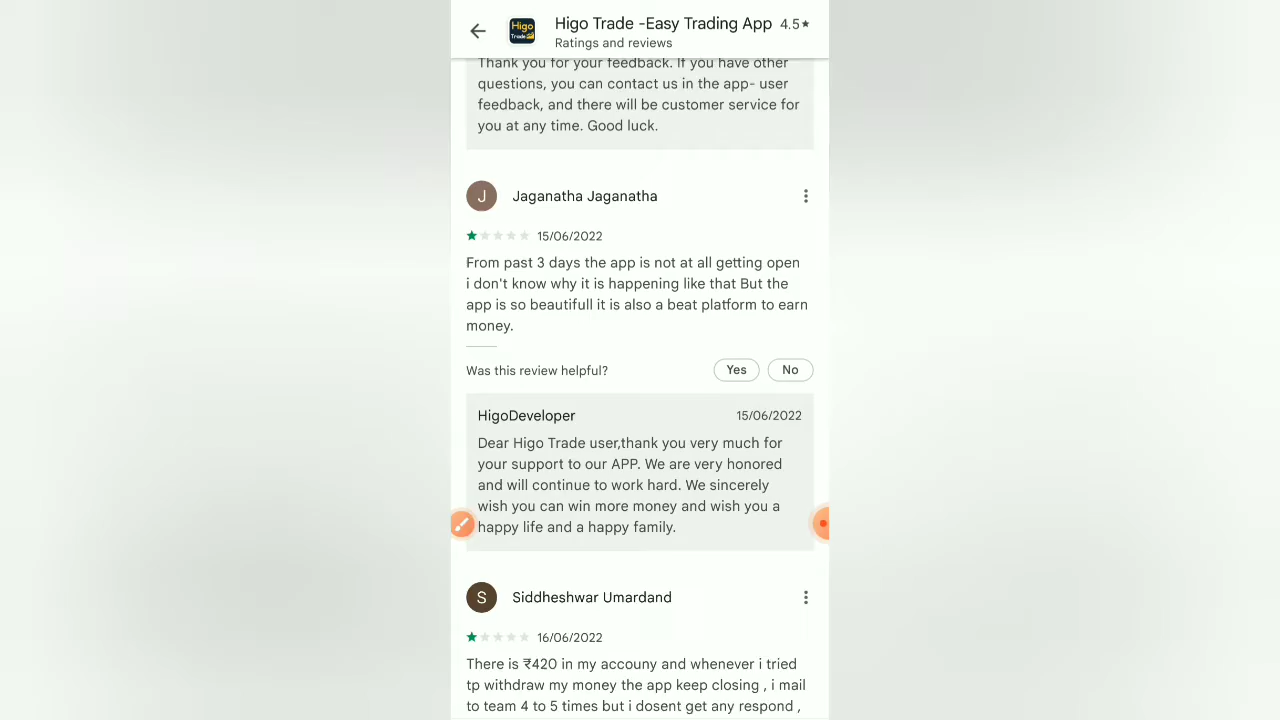 Higo Trade -Easy Trading App 4.5★
Higo
Trade
Ratings and reviews
Thank you for your feedback. If you have other
questions, you can contact us in the app- user
feedback, and there will be customer service for
you at any time. Good luck.
J Jaganatha Jaganatha
15/06/2022
From past 3 days the app is not at all getting open
i don't know why it is happening like that But the
app is so beautifull it is also a beat platform to earn
money.
Was this review helpful? Yes No
HigoDeveloper 15/06/2022
Dear Higo Trade user,thank you very much for
your support to our APP. We are very honored
and will continue to work hard. We sincerely
wish you can win more money and wish you a
happy life and a happy family.
S Siddheshwar Umardand
16/06/2022
There is ₹420 in my accouny and whenever i tried
tp withdraw my money the app keep closing , i mail
to team 4 to 5 times but i dosent get any respond ,